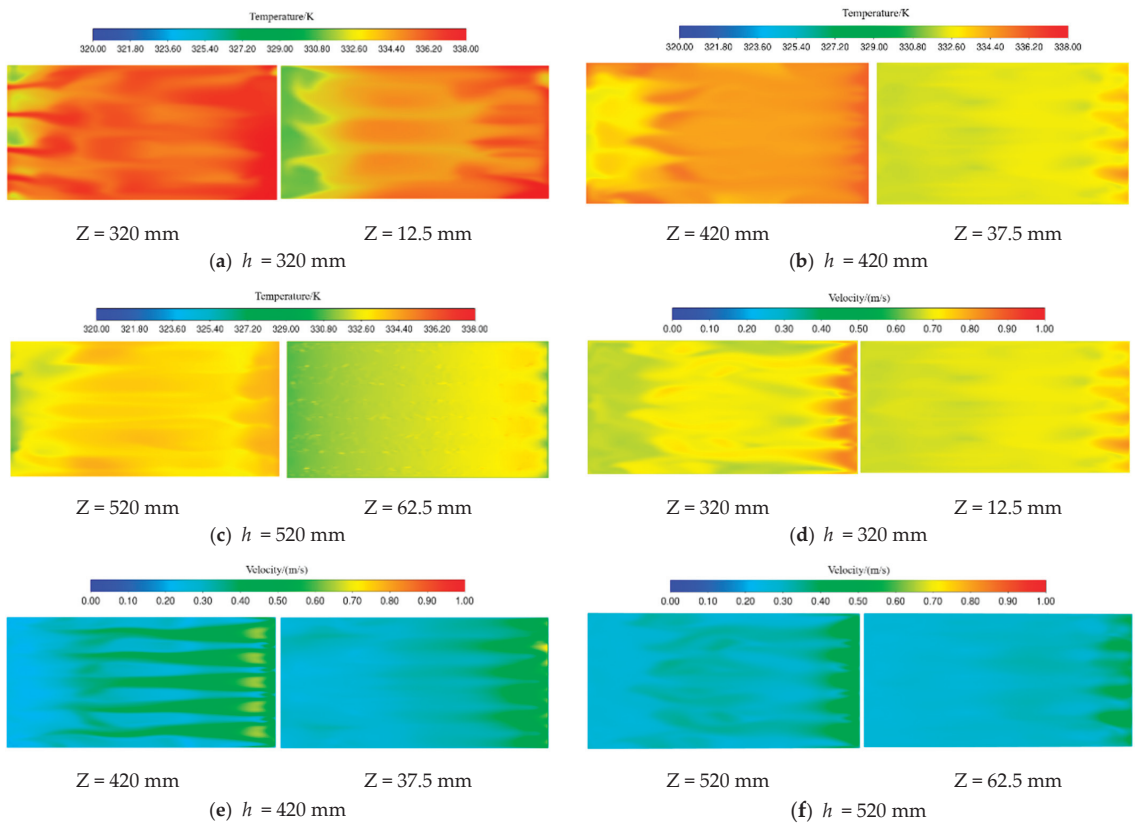 Temperature/K
320.00 321.80 323.60 325.40 327.20 329.00 330.80 332.60 334.40 336.20 338.00
Z = 320 mm Z = 12.5 mm
(a) h = 320 mm
Temperature/K
320.00 321.80 323.60 325.40 327.20 329.00 330.80 332.60 334.40 336.20 338.00
Z = 420 mm Z = 37.5 mm
(b) h = 420 mm
Temperature/K
320.00 321.80 323.60 325.40 327.20 329.00 330.80 332.60 334.40 336.20 338.00
Z = 520 mm Z = 62.5 mm
(c) h = 520 mm
Velocity/(m/s)
0.00 0.10 0.20 0.30 0.40 0.50 0.60 0.70 0.80 0.90 1.00
Z = 320 mm Z = 12.5 mm
(d) h = 320 mm
Velocity/(m/s)
0.00 0.10 0.20 0.30 0.40 0.50 0.60 0.70 0.80 0.90 1.00
Z = 420 mm Z = 37.5 mm
(e) h = 420 mm
Velocity/(m/s)
0.00 0.10 0.20 0.30 0.40 0.50 0.60 0.70 0.80 0.90 1.00
Z = 520 mm Z = 62.5 mm
(f) h = 520 mm